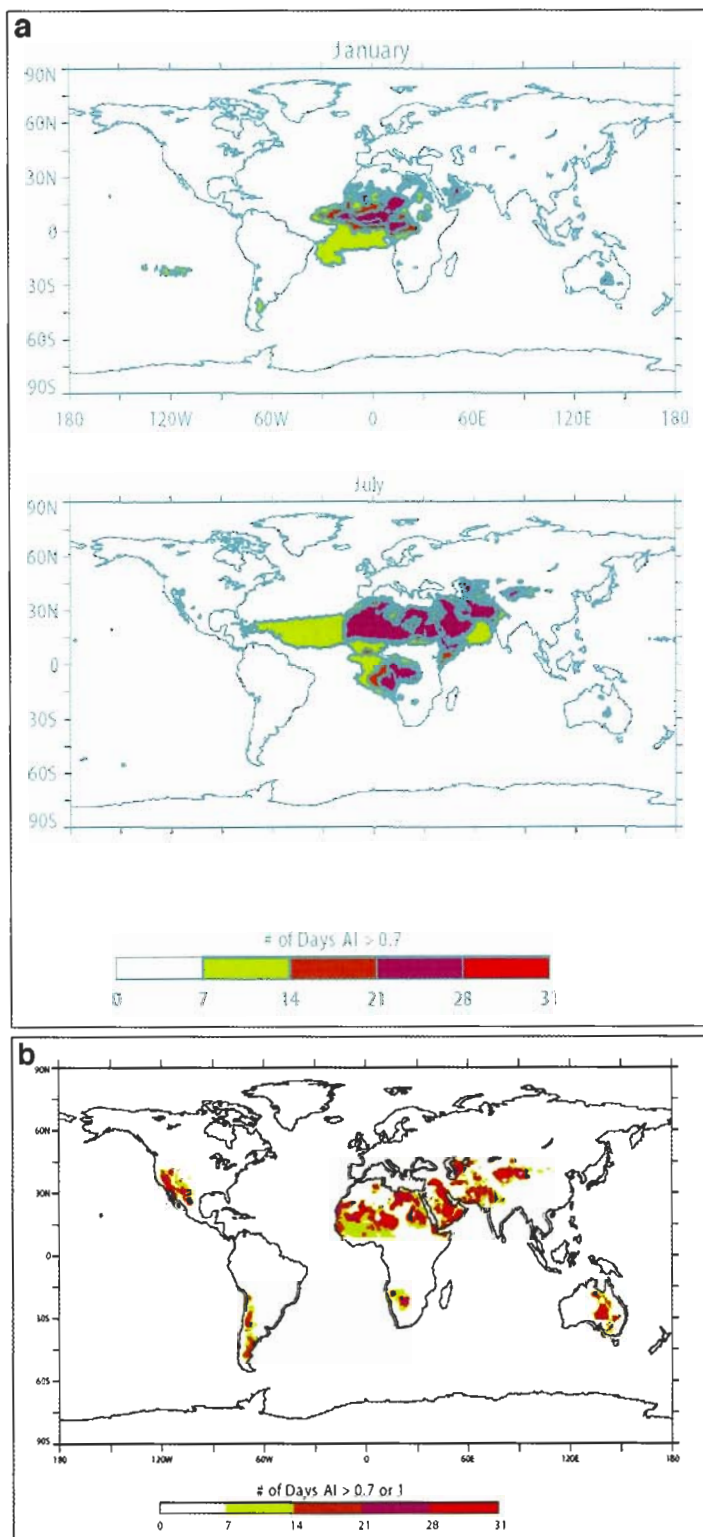 a
January
90N
60N
30N
0
30S
60S
90S
180 120W 60W 0 60E 120E 180
July
90N
60N
30N
0
30S
60S
90S
# of Days AI > 0.7
0 7 14 21 28 31
b
90N
60N
30N
0
30S
60S
90S
180 120W 60W 0 60E 120E 180
# of Days AI > 0.7 or 1
0 7 14 21 28 31